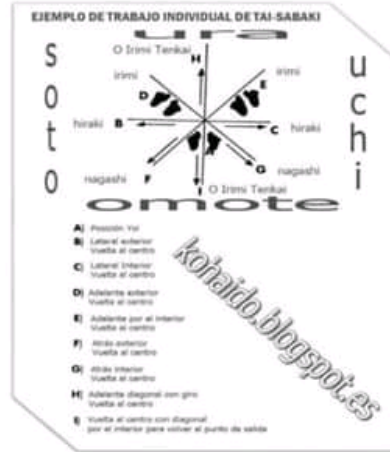 EJEMPLO DE TRABAJO INDIVIDUAL DE TAI-SABAKI
ura
soto
uchi
O Irimi Tenkai
H
irimi
irimi
D
E
hiraki B
C hiraki
A
nagashi
F
G
nagashi
I
O Irimi Tenkai
omote
A) Posición Yoi
B) Lateral exterior
Vuelta al centro
C) Lateral Interior
Vuelta al centro
D) Adelante exterior
Vuelta al centro
E) Adelante por el interior
Vuelta al centro
F) Atrás exterior
Vuelta al centro
G) Atrás interior
Vuelta al centro
H) Adelante diagonal con giro
Vuelta al centro
I) Vuelta al centro con diagonal
por el interior para volver al punto de salida
kohaido.blogspot.es